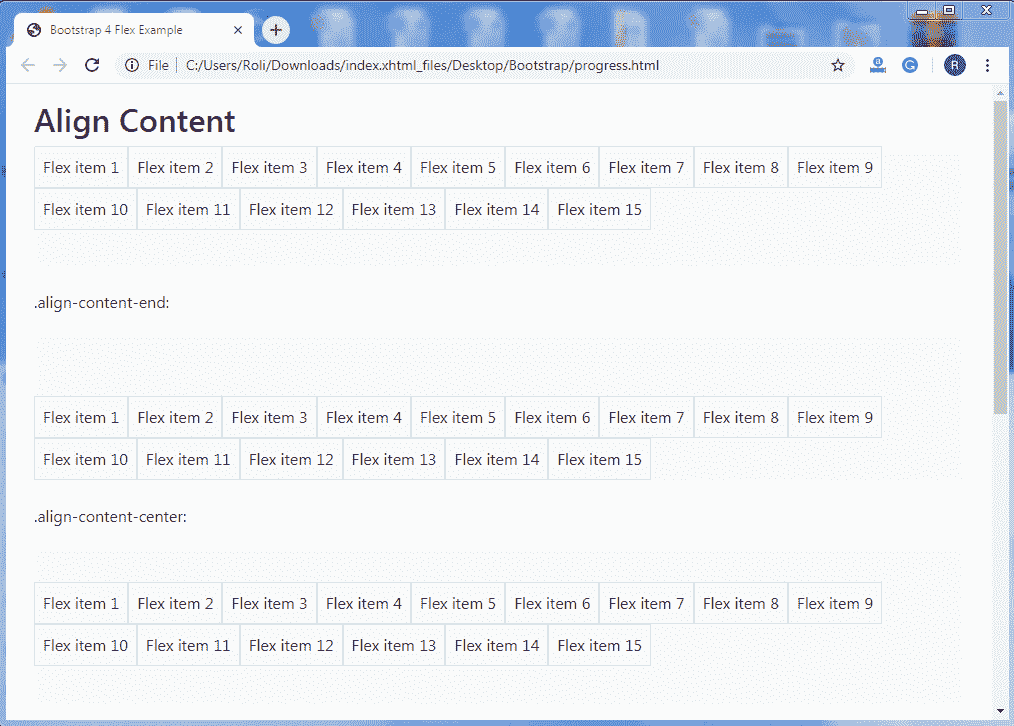 Bootstrap 4 Flex Example
File C:/Users/Roli/Downloads/index.xhtml_files/Desktop/Bootstrap/progress.html
a G R
Align Content
Flex item 1 Flex item 2 Flex item 3 Flex item 4 Flex item 5 Flex item 6 Flex item 7 Flex item 8 Flex item 9
Flex item 10 Flex item 11 Flex item 12 Flex item 13 Flex item 14 Flex item 15
.align-content-end:
Flex item 1 Flex item 2 Flex item 3 Flex item 4 Flex item 5 Flex item 6 Flex item 7 Flex item 8 Flex item 9
Flex item 10 Flex item 11 Flex item 12 Flex item 13 Flex item 14 Flex item 15
.align-content-center:
Flex item 1 Flex item 2 Flex item 3 Flex item 4 Flex item 5 Flex item 6 Flex item 7 Flex item 8 Flex item 9
Flex item 10 Flex item 11 Flex item 12 Flex item 13 Flex item 14 Flex item 15